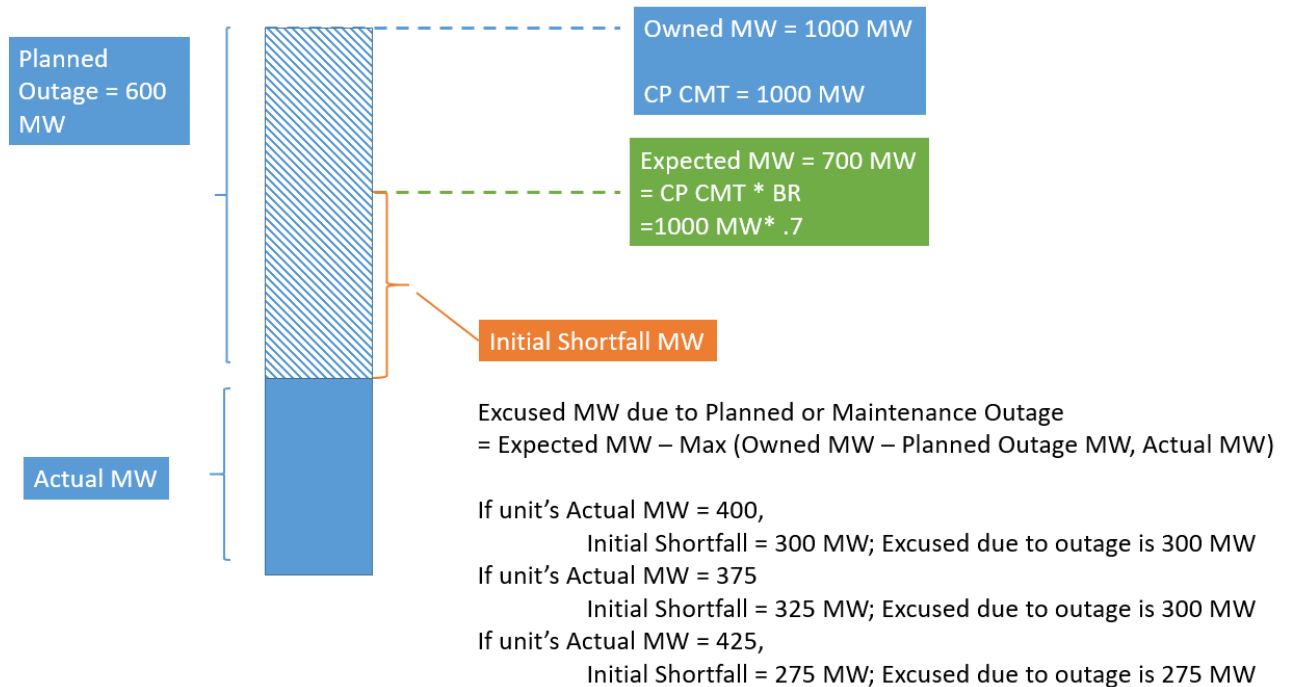 Planned
Outage = 600
MW
Owned MW = 1000 MW
CP CMT = 1000 MW
Expected MW = 700 MW
= CP CMT * BR
=1000 MW* .7
Initial Shortfall MW
Actual MW
Excused MW due to Planned or Maintenance Outage
= Expected MW – Max (Owned MW – Planned Outage MW, Actual MW)
If unit’s Actual MW = 400,
Initial Shortfall = 300 MW; Excused due to outage is 300 MW
If unit’s Actual MW = 375
Initial Shortfall = 325 MW; Excused due to outage is 300 MW
If unit’s Actual MW = 425,
Initial Shortfall = 275 MW; Excused due to outage is 275 MW